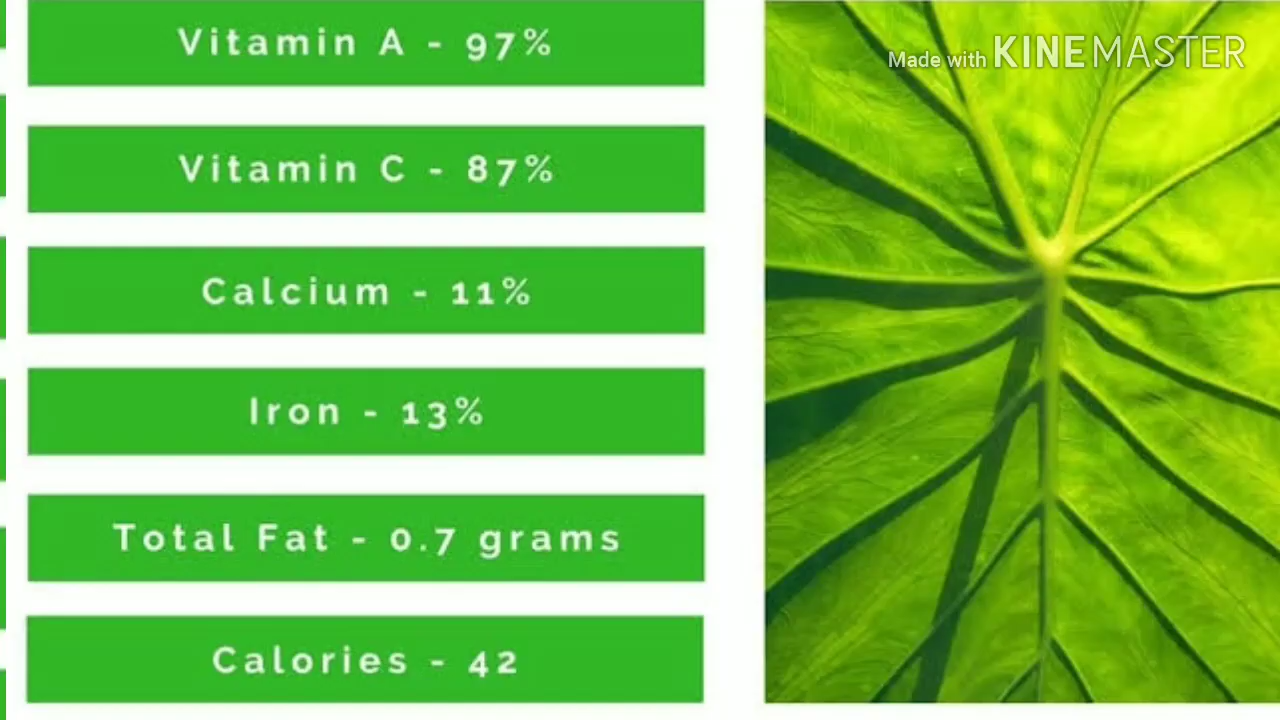 Vitamin A - 97%
Made with KINEMASTER
Vitamin C - 87%
Calcium - 11%
Iron - 13%
Total Fat - 0.7 grams
Calories - 42